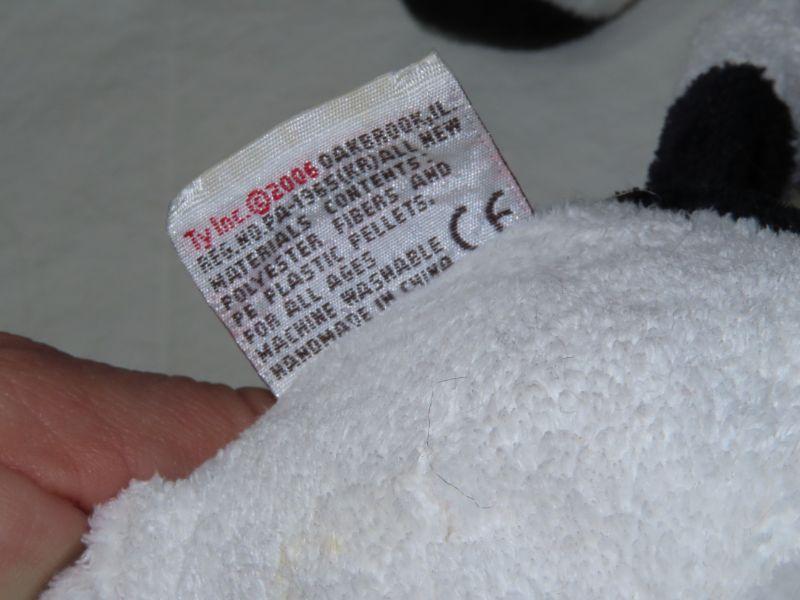 Ty Inc. ©2006 OAKBROOK, IL.
REG.NO PA-1965(KR) ALL NEW
MATERIALS CONTENTS:
POLYESTER FIBERS AND
PE PLASTIC PELLETS.
FOR ALL AGES
MACHINE WASHABLE
HANDMADE IN CHINA
CE